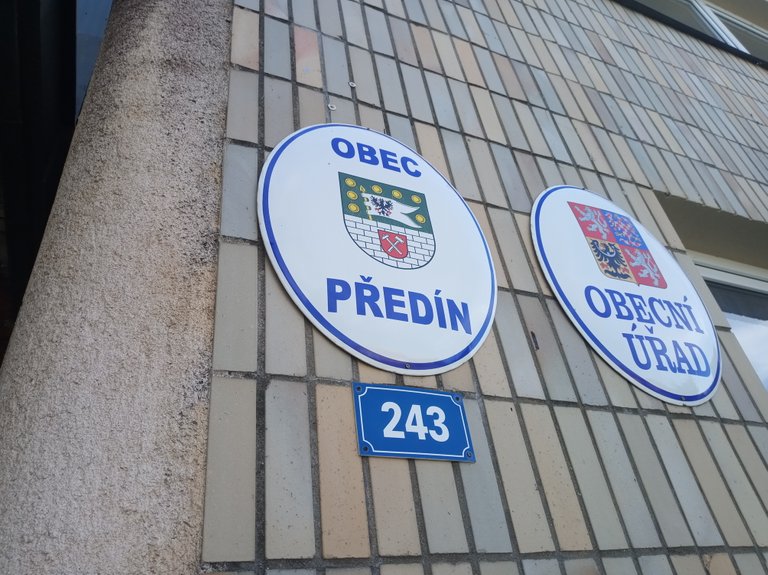 OBEC
PŘEDÍN
243
OBECNÍ
ÚŘAD